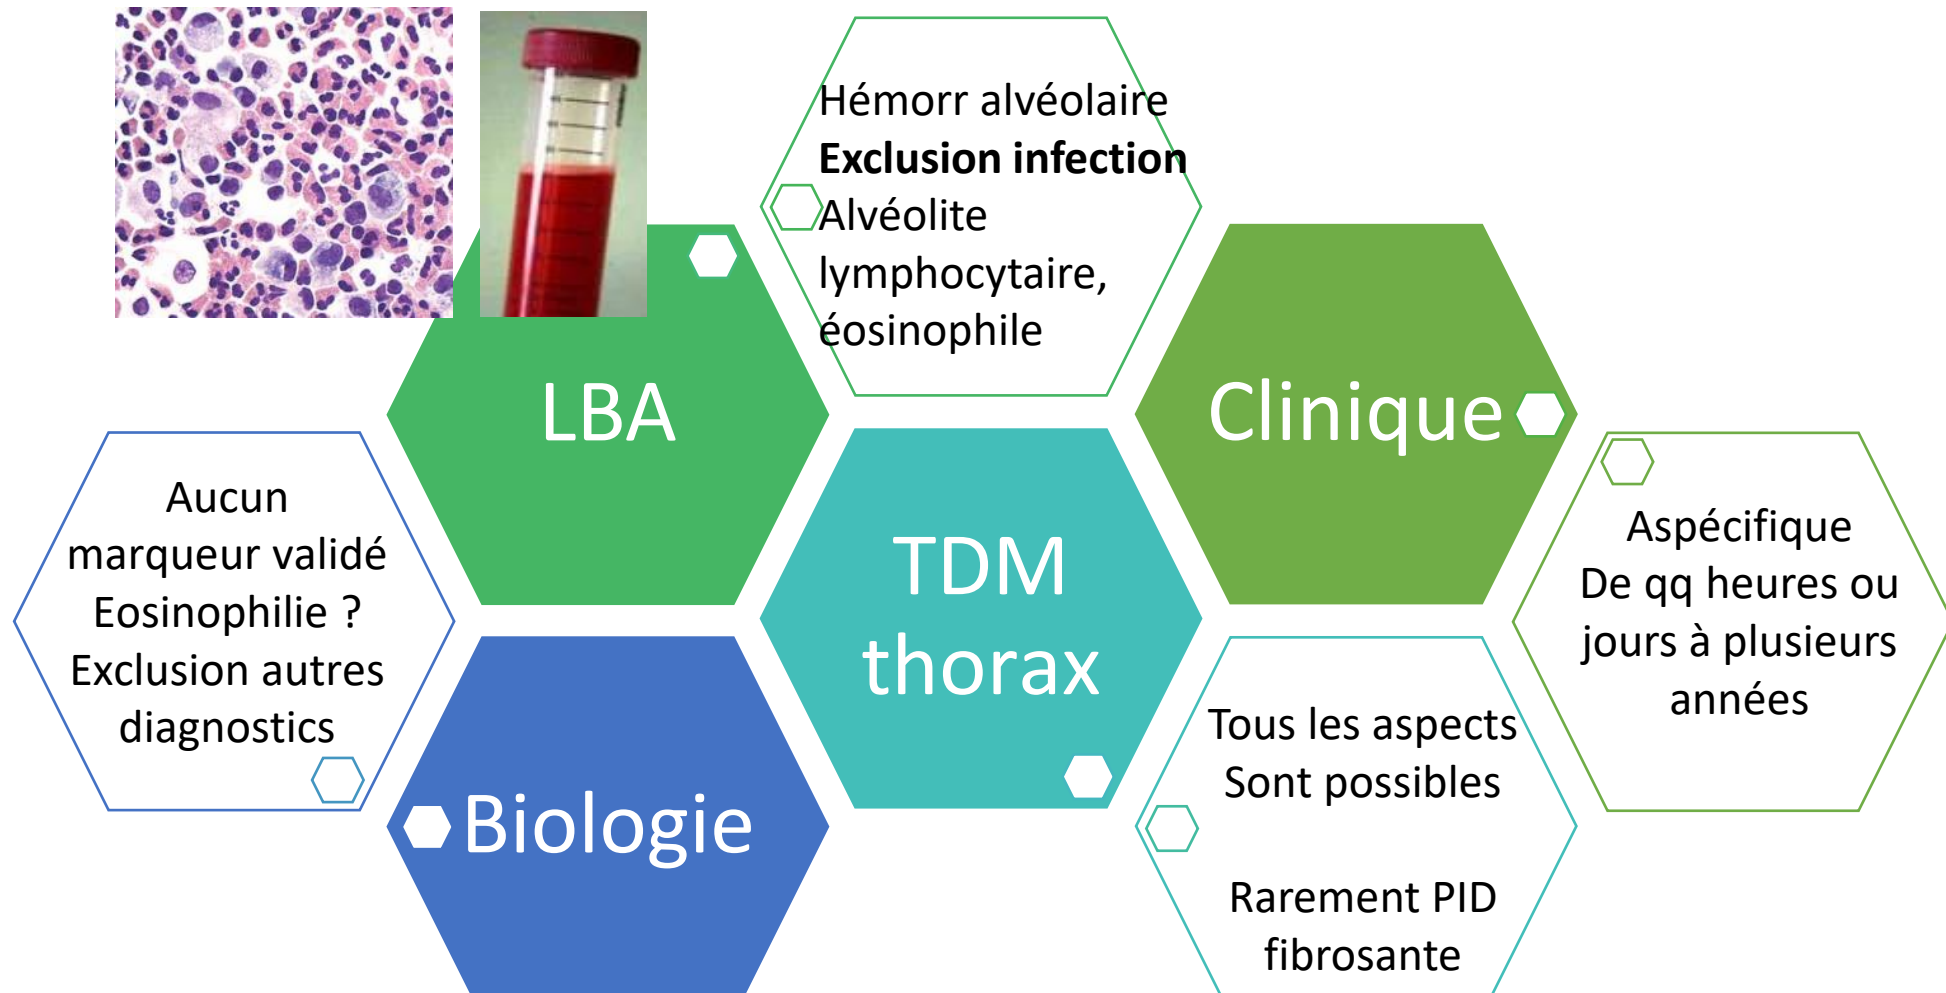 Hémorr alvéolaire
Exclusion infection
Alvéolite
lymphocytaire,
éosinophile
LBA
Clinique
Aucun
marqueur validé
Eosinophilie ?
Exclusion autres
diagnostics
TDM
thorax
Aspécifique
De qq heures ou
jours à plusieurs
années
Biologie
Tous les aspects
Sont possibles
Rarement PID
fibrosante